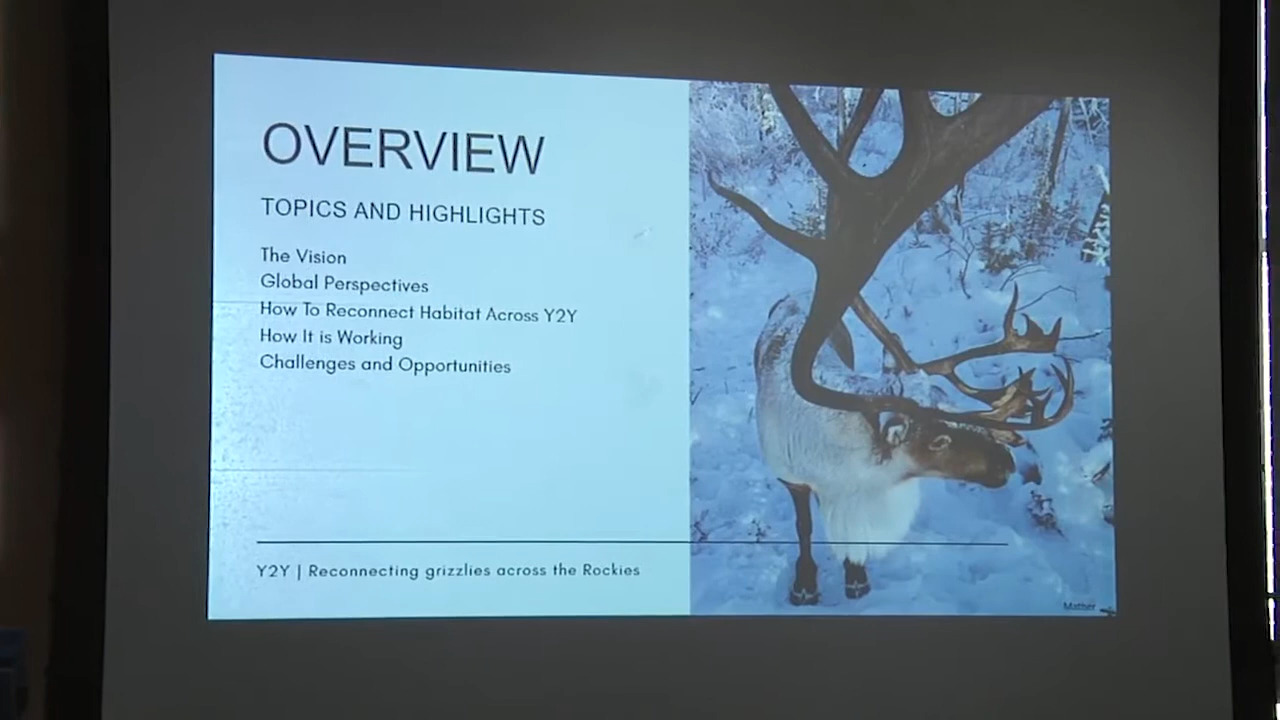 OVERVIEW
TOPICS AND HIGHLIGHTS
The Vision
Global Perspectives
How To Reconnect Habitat Across Y2Y
How It is Working
Challenges and Opportunities
Y2Y | Reconnecting grizzlies across the Rockies
Mather